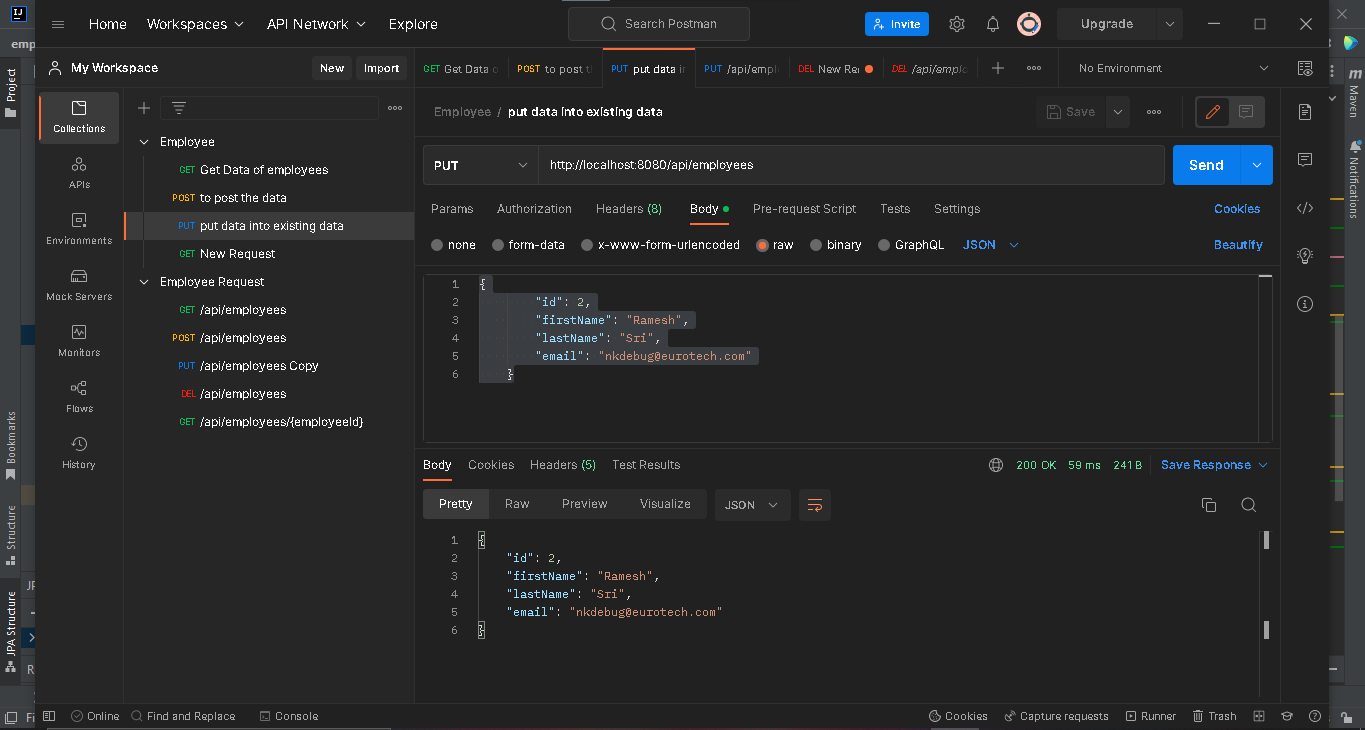 IJ
Home Workspaces API Network Explore Search Postman Invite Upgrade
emp
My Workspace New Import GET Get Data o POST to post t PUT put data in PUT /api/empl DEL New Re DEL /api/emplo No Environment
Project
Maven
Notifications
Bookmarks
Structure
JPA Structure
Collections
APIs
Environments
Mock Servers
Monitors
Flows
History
Employee
GET Get Data of employees
POST to post the data
PUT put data into existing data
GET New Request
Employee Request
GET /api/employees
POST /api/employees
PUT /api/employees Copy
DEL /api/employees
GET /api/employees/{employeeId}
Employee / put data into existing data Save
PUT http://localhost:8080/api/employees Send
Params Authorization Headers (8) Body Pre-request Script Tests Settings Cookies
none form-data x-www-form-urlencoded raw binary GraphQL JSON Beautify
1 {
2 "id": 2,
3 "firstName": "Ramesh",
4 "lastName": "Sri",
5 "email": "nkdebug@eurotech.com"
6 }
Body Cookies Headers (5) Test Results 200 OK 59 ms 241 B Save Response
Pretty Raw Preview Visualize JSON
1 {
2 "id": 2,
3 "firstName": "Ramesh",
4 "lastName": "Sri",
5 "email": "nkdebug@eurotech.com"
6 }
Online Find and Replace Console Cookies Capture requests Runner Trash